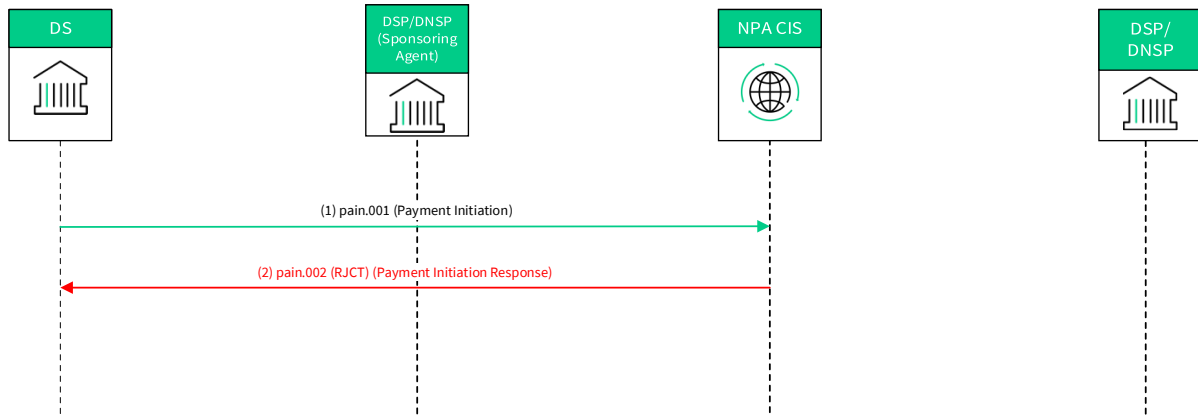 DS
DSP/DNSP
(Sponsoring
Agent)
NPA CIS
DSP/
DNSP
(1) pain.001 (Payment Initiation)
(2) pain.002 (RJCT) (Payment Initiation Response)